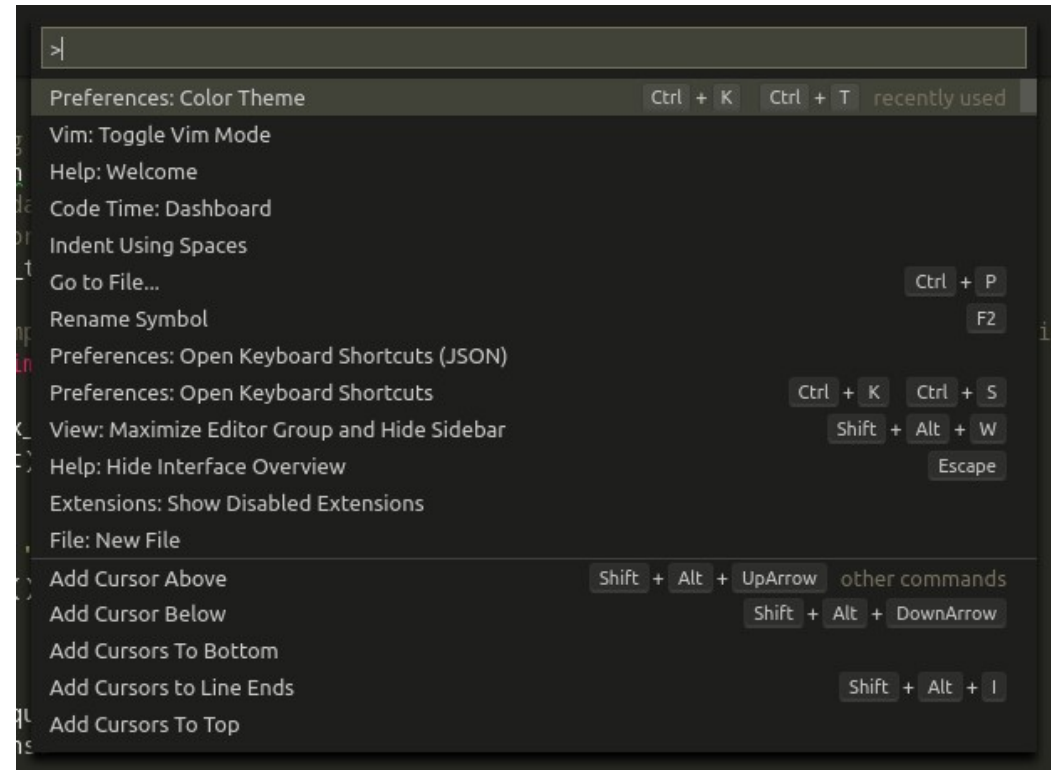 >
Preferences: Color Theme Ctrl + K Ctrl + T recently used
Vim: Toggle Vim Mode
Help: Welcome
Code Time: Dashboard
Indent Using Spaces
Go to File... Ctrl + P
Rename Symbol F2
Preferences: Open Keyboard Shortcuts (JSON)
Preferences: Open Keyboard Shortcuts Ctrl + K Ctrl + S
View: Maximize Editor Group and Hide Sidebar Shift + Alt + W
Help: Hide Interface Overview Escape
Extensions: Show Disabled Extensions
File: New File
Add Cursor Above Shift + Alt + UpArrow other commands
Add Cursor Below Shift + Alt + DownArrow
Add Cursors To Bottom
Add Cursors to Line Ends Shift + Alt + I
Add Cursors To Top